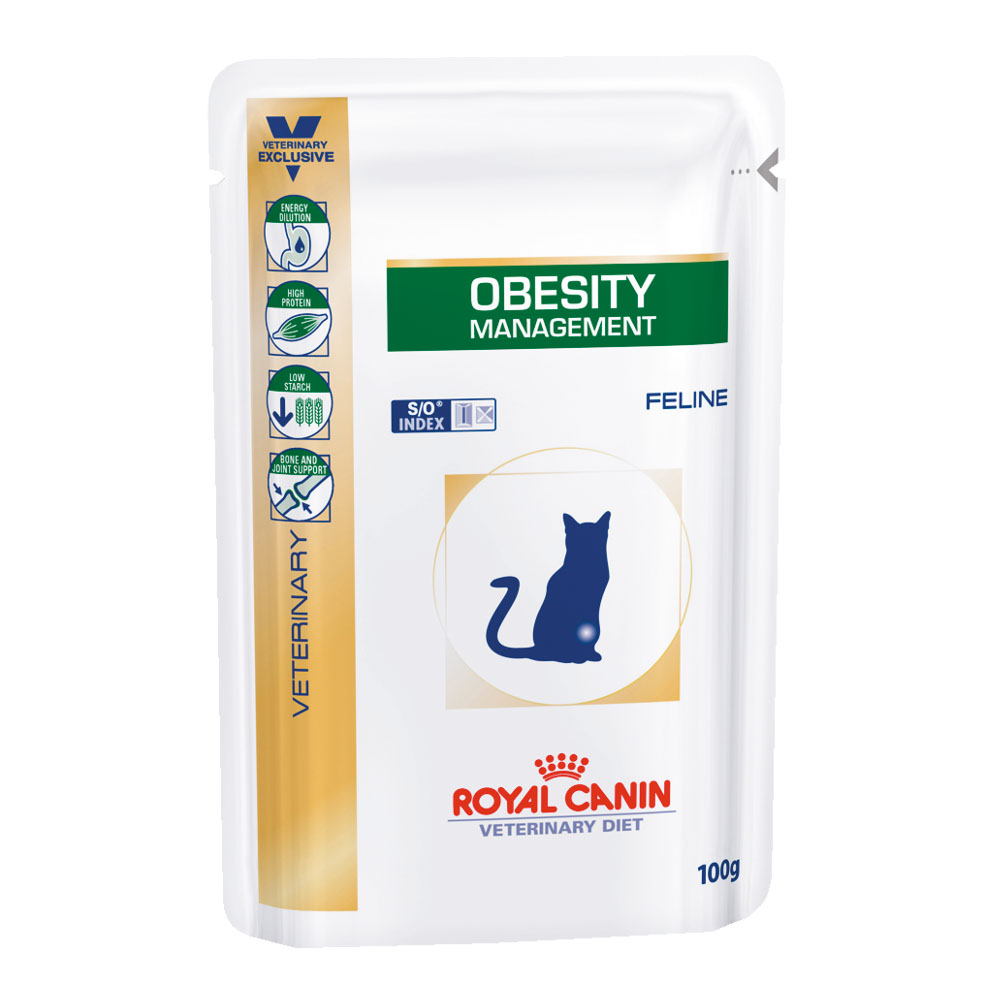 VETERINARY
EXCLUSIVE
ENERGY
DILUTION
HIGH
PROTEIN
LOW
STARCH
BONE AND
JOINT SUPPORT
VETERINARY
OBESITY
MANAGEMENT
S/O®
INDEX
FELINE
ROYAL CANIN
VETERINARY DIET
100g